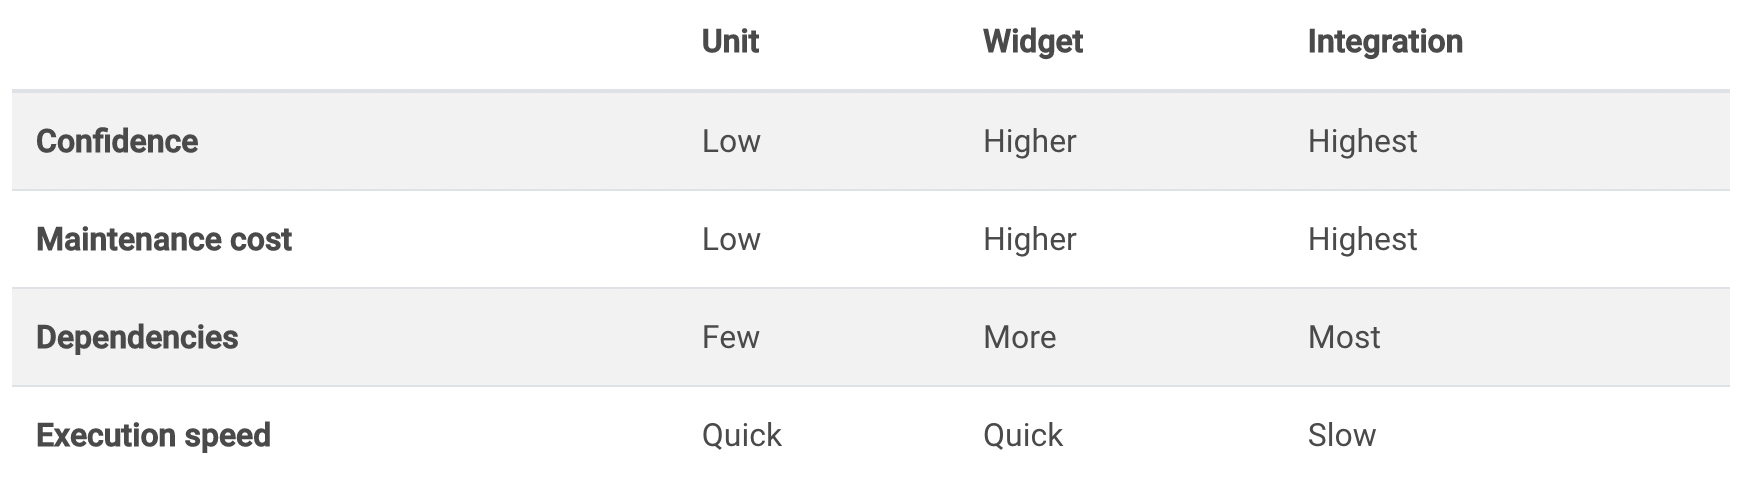 Unit Widget Integration
Confidence Low Higher Highest
Maintenance cost Low Higher Highest
Dependencies Few More Most
Execution speed Quick Quick Slow